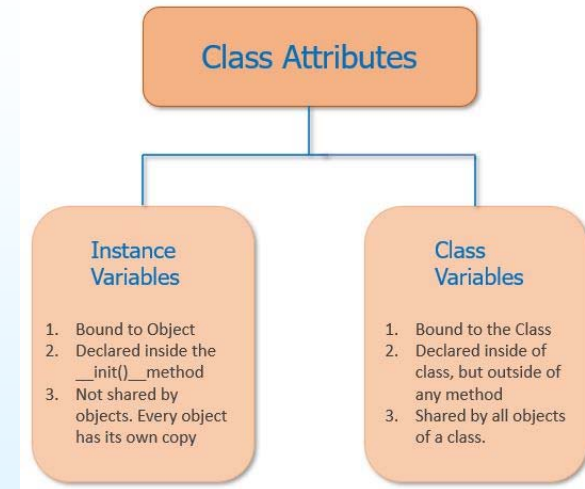 Class Attributes
Instance
Variables
1. Bound to Object
2. Declared inside the
__init()__method
3. Not shared by
objects. Every object
has its own copy
Class
Variables
1. Bound to the Class
2. Declared inside of
class, but outside of
any method
3. Shared by all objects
of a class.